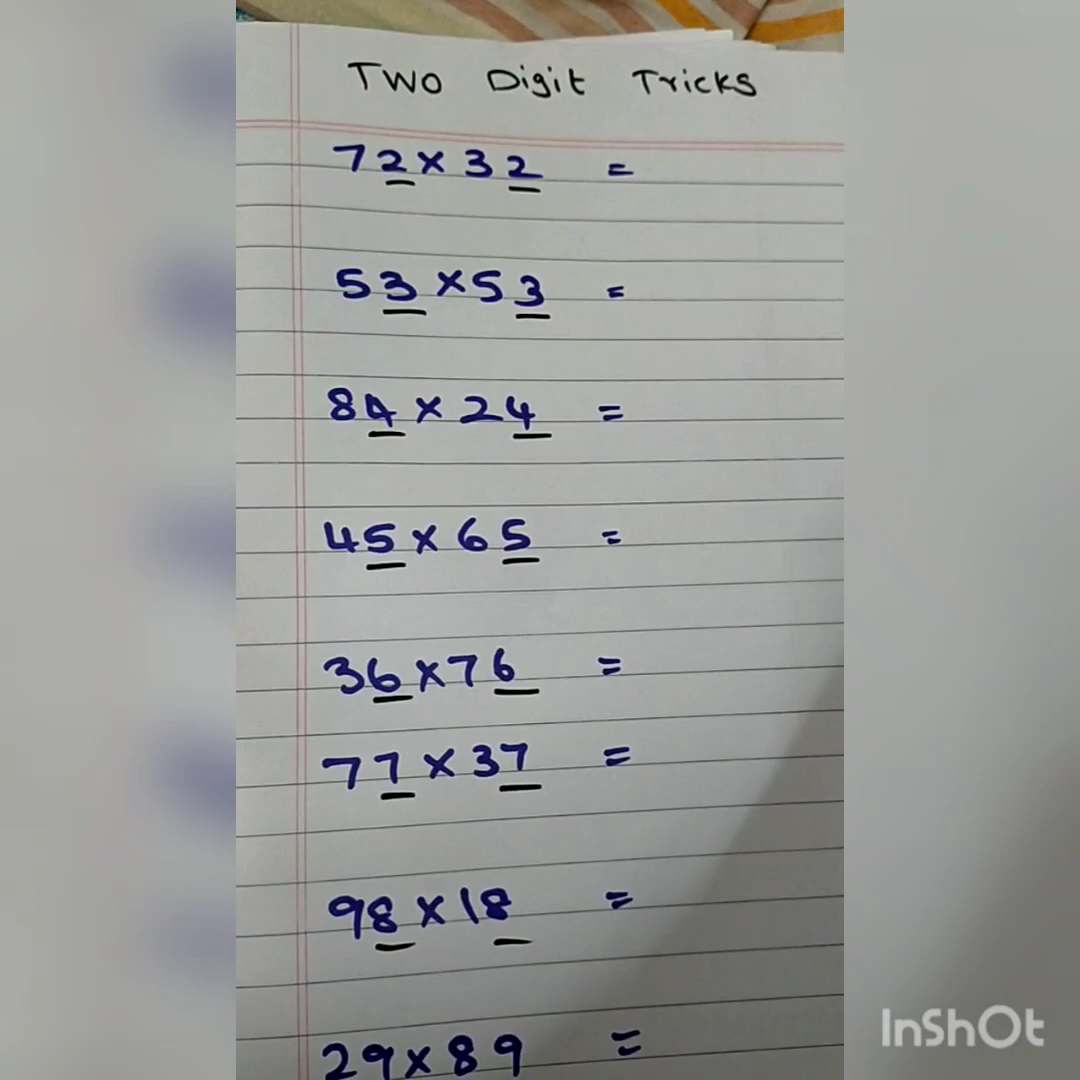 Two Digit Tricks
72 x 32 =
53 x 53 =
84 x 24 =
45 x 65 =
36 x 76 =
77 x 37 =
98 x 18 =
29 x 89 =
InShOt